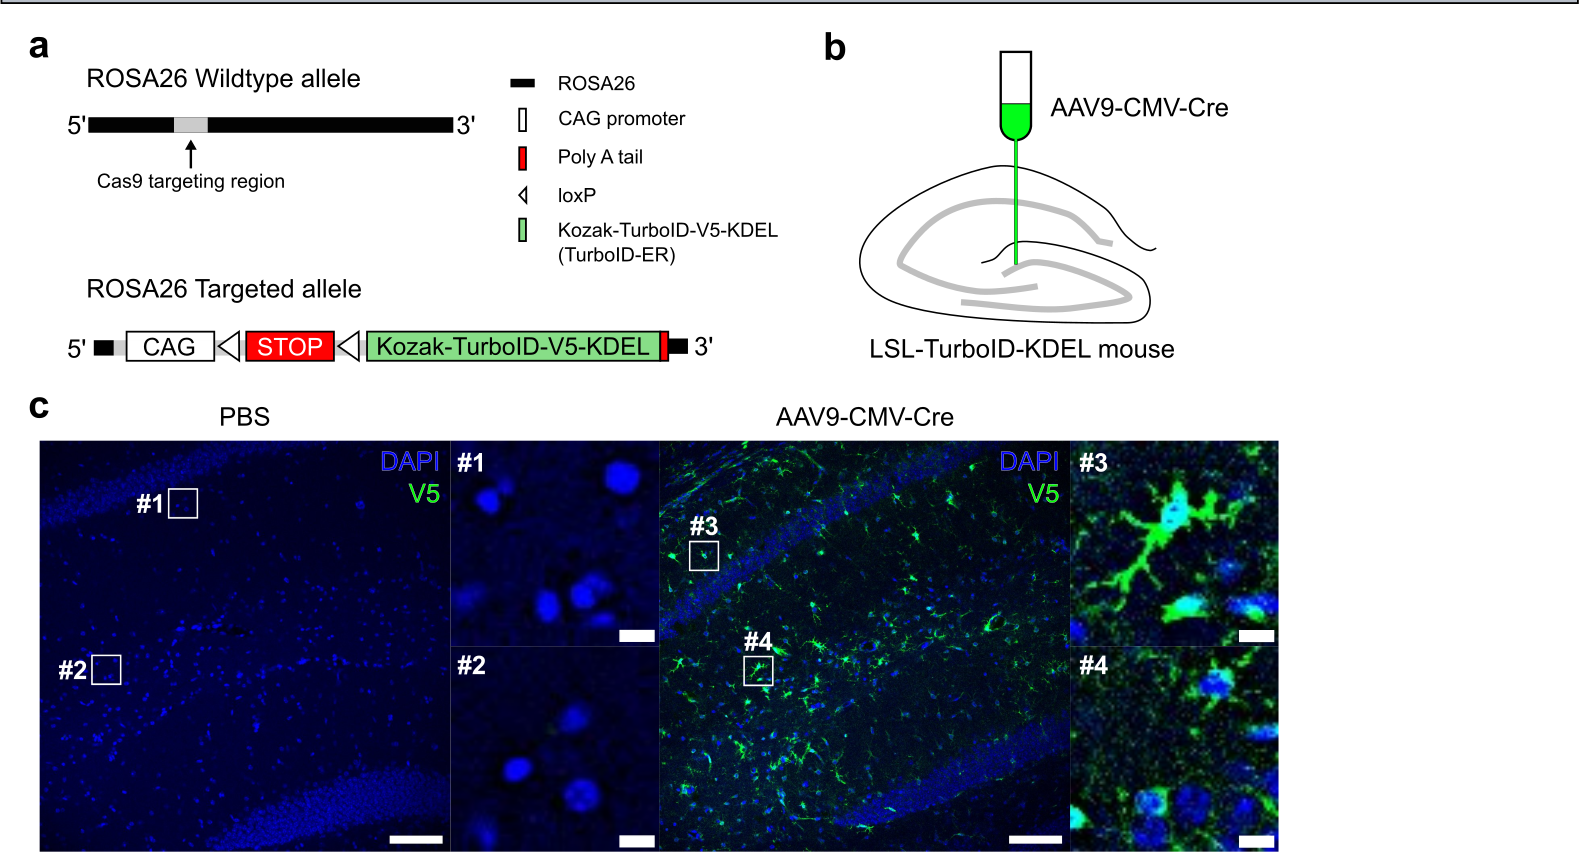 a
ROSA26 Wildtype allele
5' 3'
Cas9 targeting region
ROSA26
CAG promoter
Poly A tail
loxP
Kozak-TurboID-V5-KDEL
(TurboID-ER)
ROSA26 Targeted allele
5' CAG STOP Kozak-TurboID-V5-KDEL 3'
b
AAV9-CMV-Cre
LSL-TurboID-KDEL mouse
c
PBS
DAPI
V5
#1
#2
#1
#2
AAV9-CMV-Cre
DAPI
V5
#3
#4
#3
#4